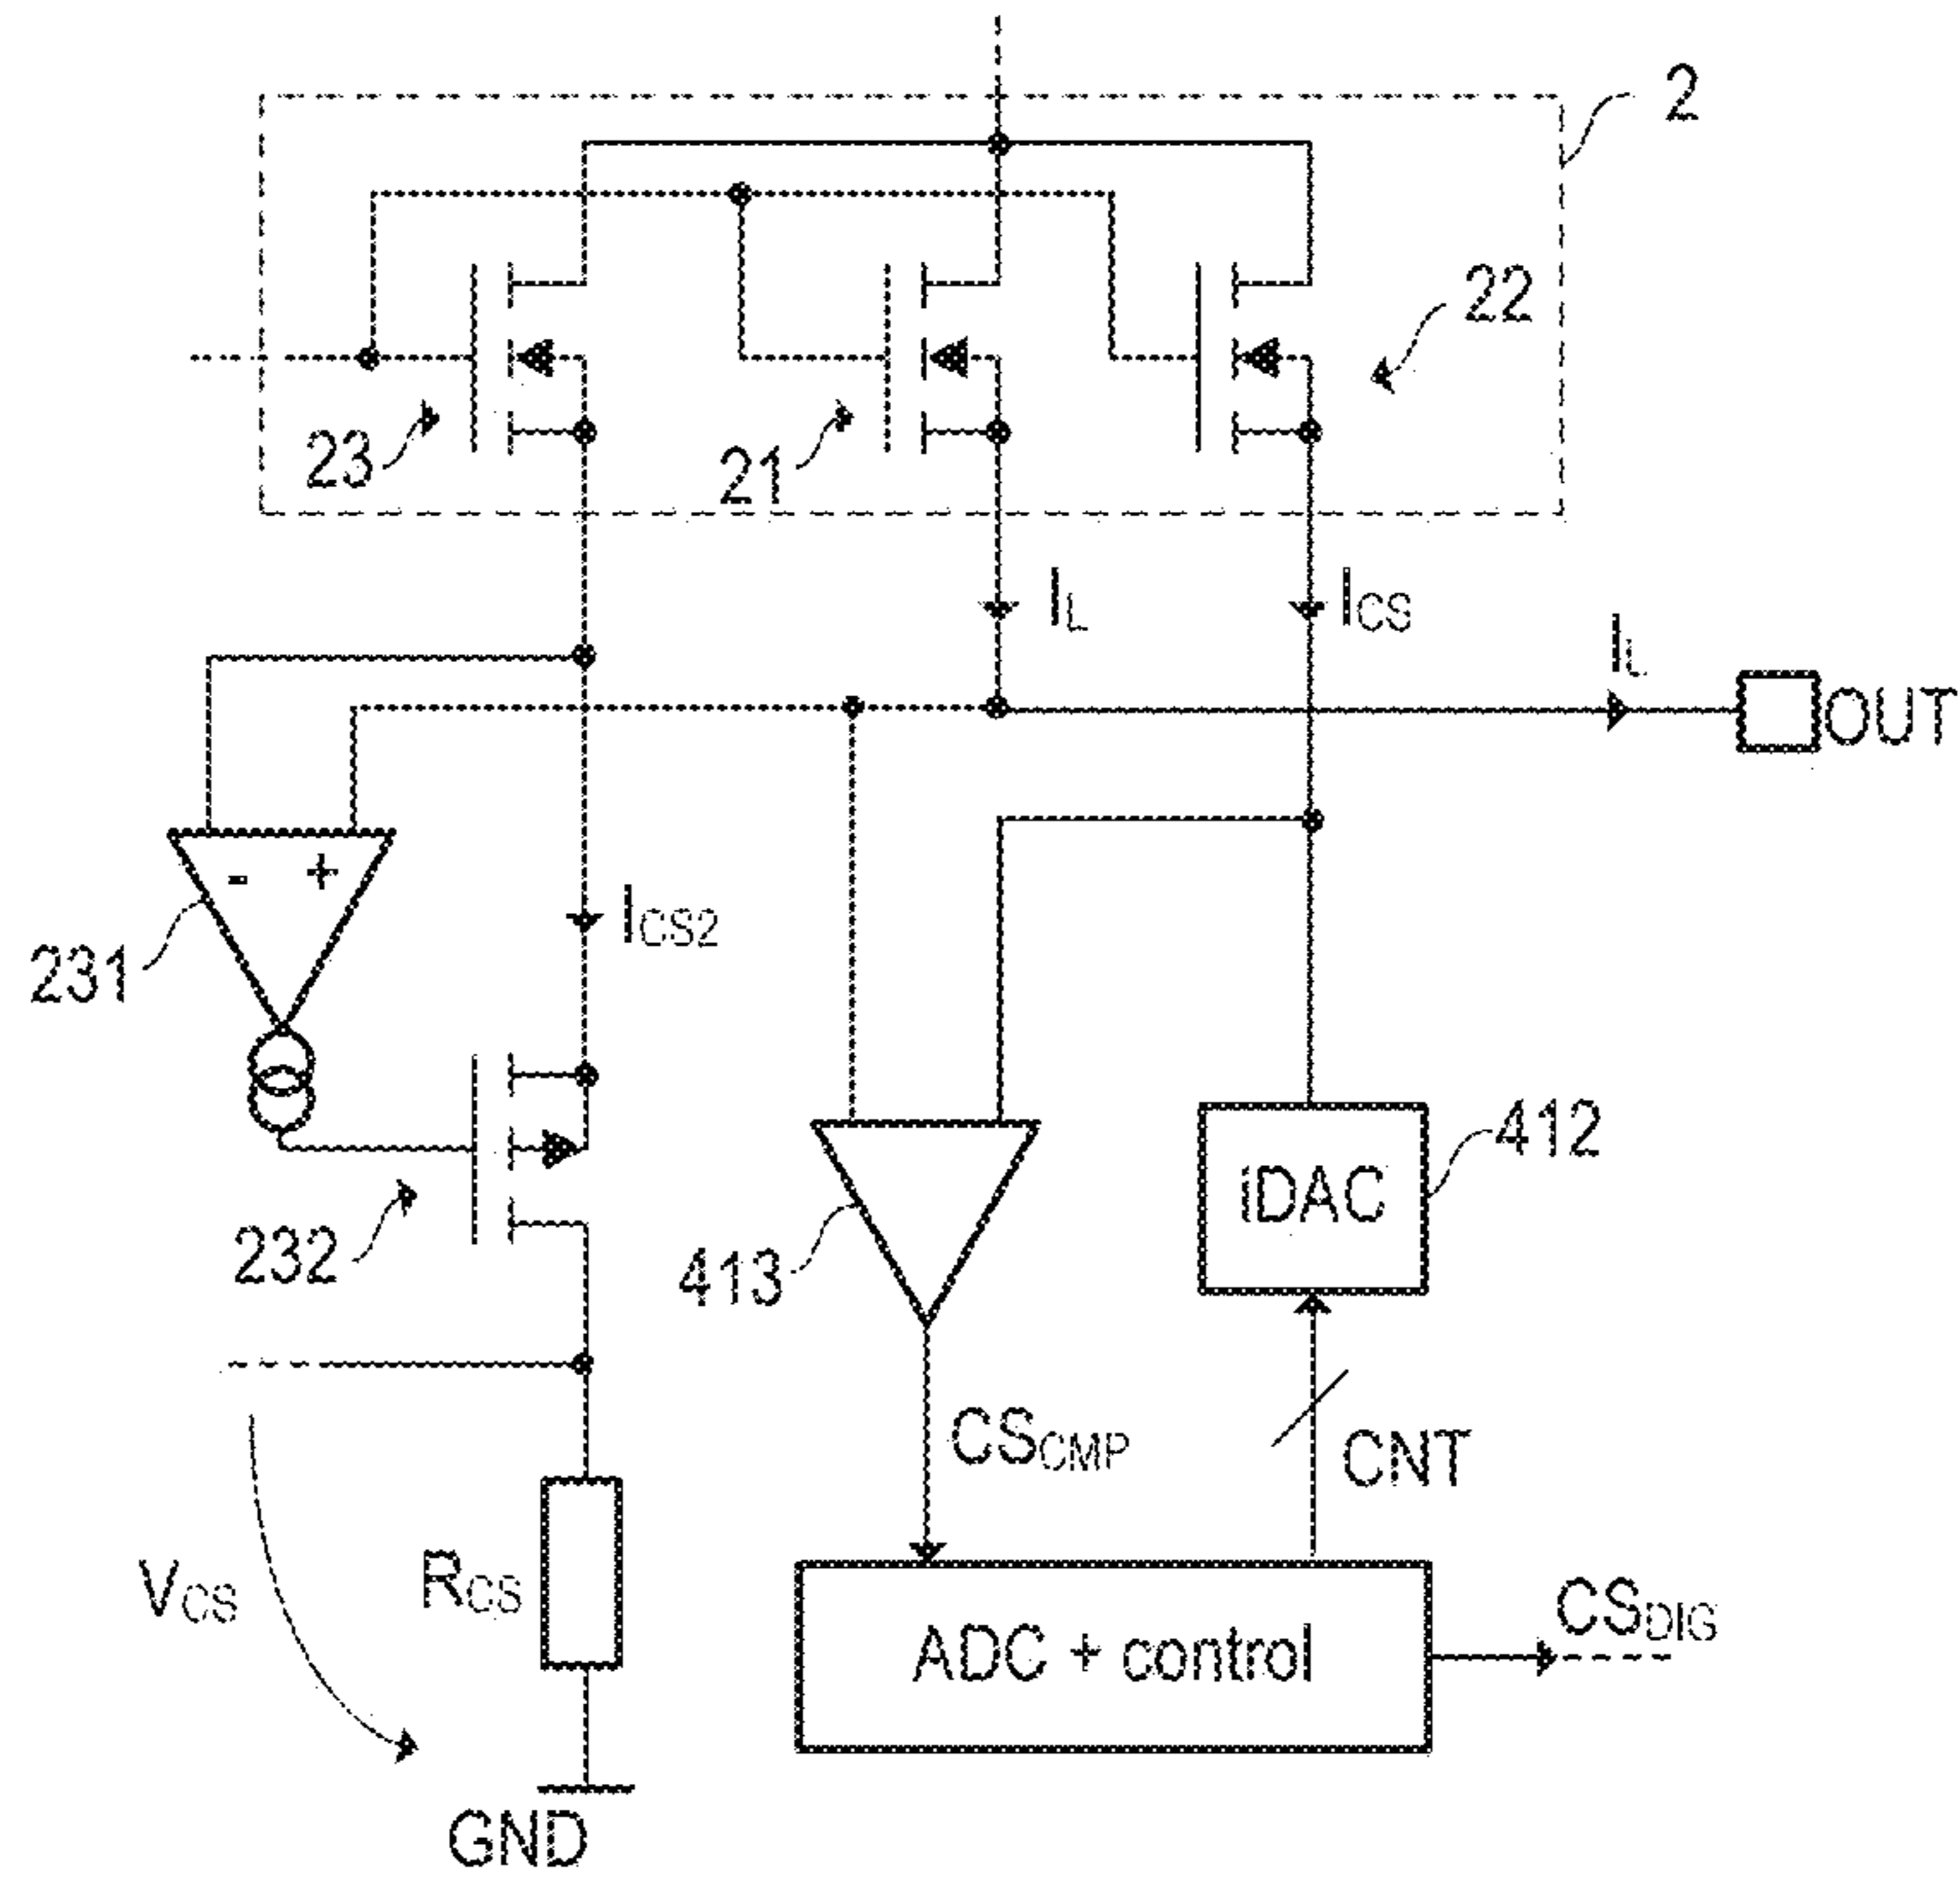 2
22
23
21
IL
ICS
IL
OUT
- +
ICS2
231
412
iDAC
232
413
CSCMP
CNT
VCS
RCS
CSDIG
ADC + control
GND